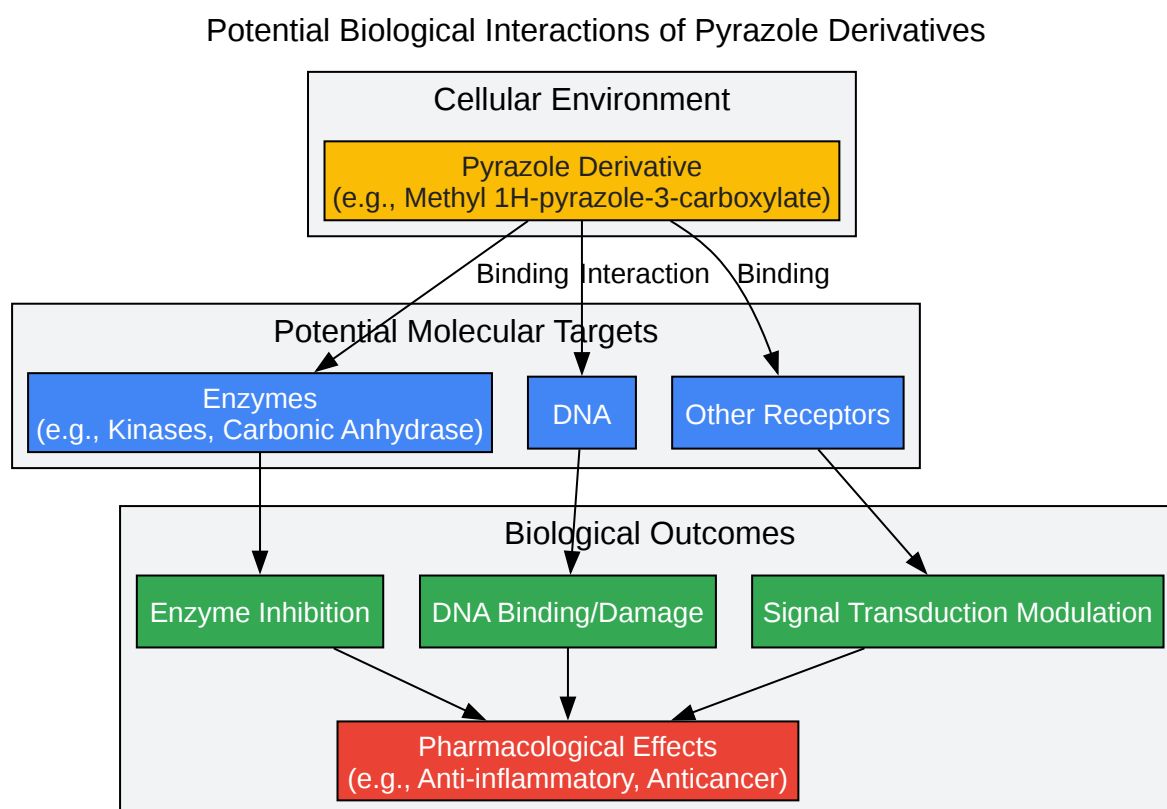 Potential Biological Interactions of Pyrazole Derivatives
Cellular Environment
Pyrazole Derivative
(e.g., Methyl 1H-pyrazole-3-carboxylate)
Binding
Interaction
Binding
Potential Molecular Targets
Enzymes
(e.g., Kinases, Carbonic Anhydrase)
DNA
Other Receptors
Biological Outcomes
Enzyme Inhibition
DNA Binding/Damage
Signal Transduction Modulation
Pharmacological Effects
(e.g., Anti-inflammatory, Anticancer)